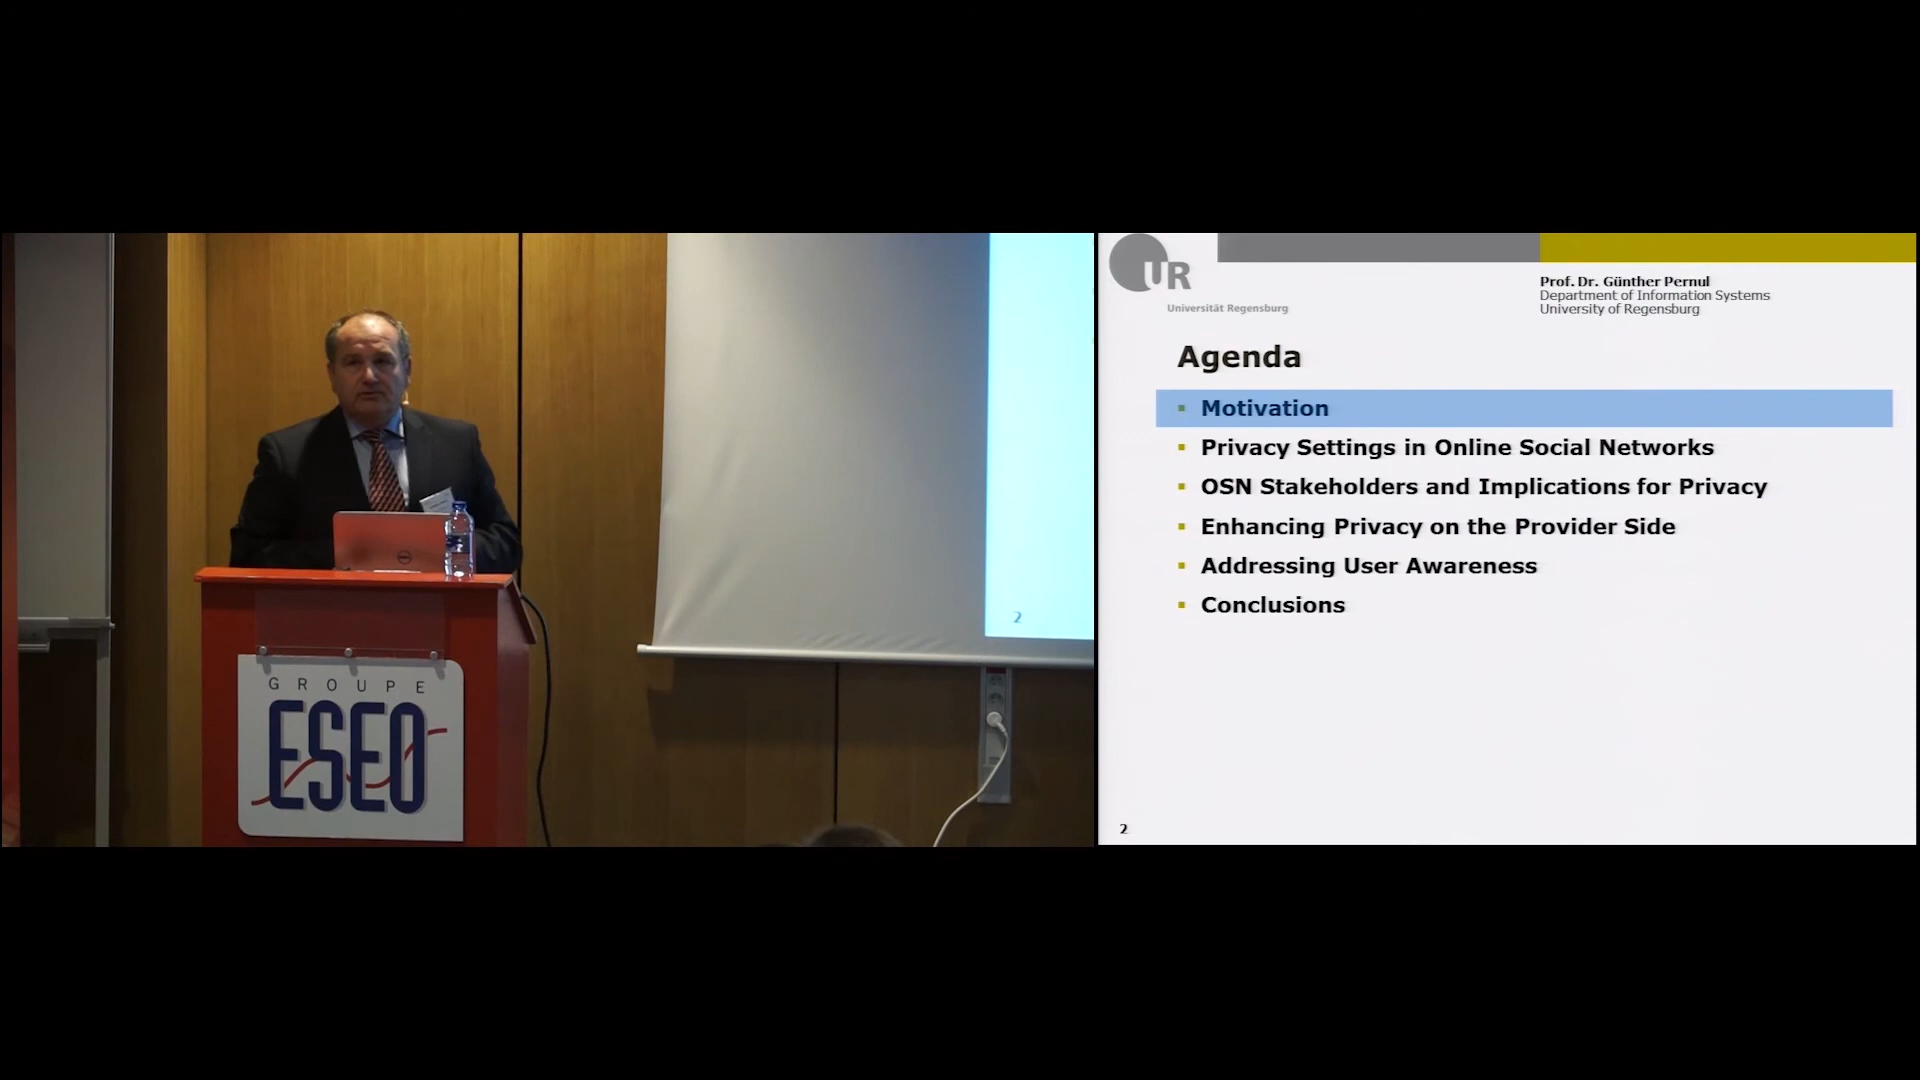 GROUPE
ESEO
2
UR
Universität Regensburg
Prof. Dr. Günther Pernul
Department of Information Systems
University of Regensburg
Agenda
▪ Motivation
▪ Privacy Settings in Online Social Networks
▪ OSN Stakeholders and Implications for Privacy
▪ Enhancing Privacy on the Provider Side
▪ Addressing User Awareness
▪ Conclusions
2